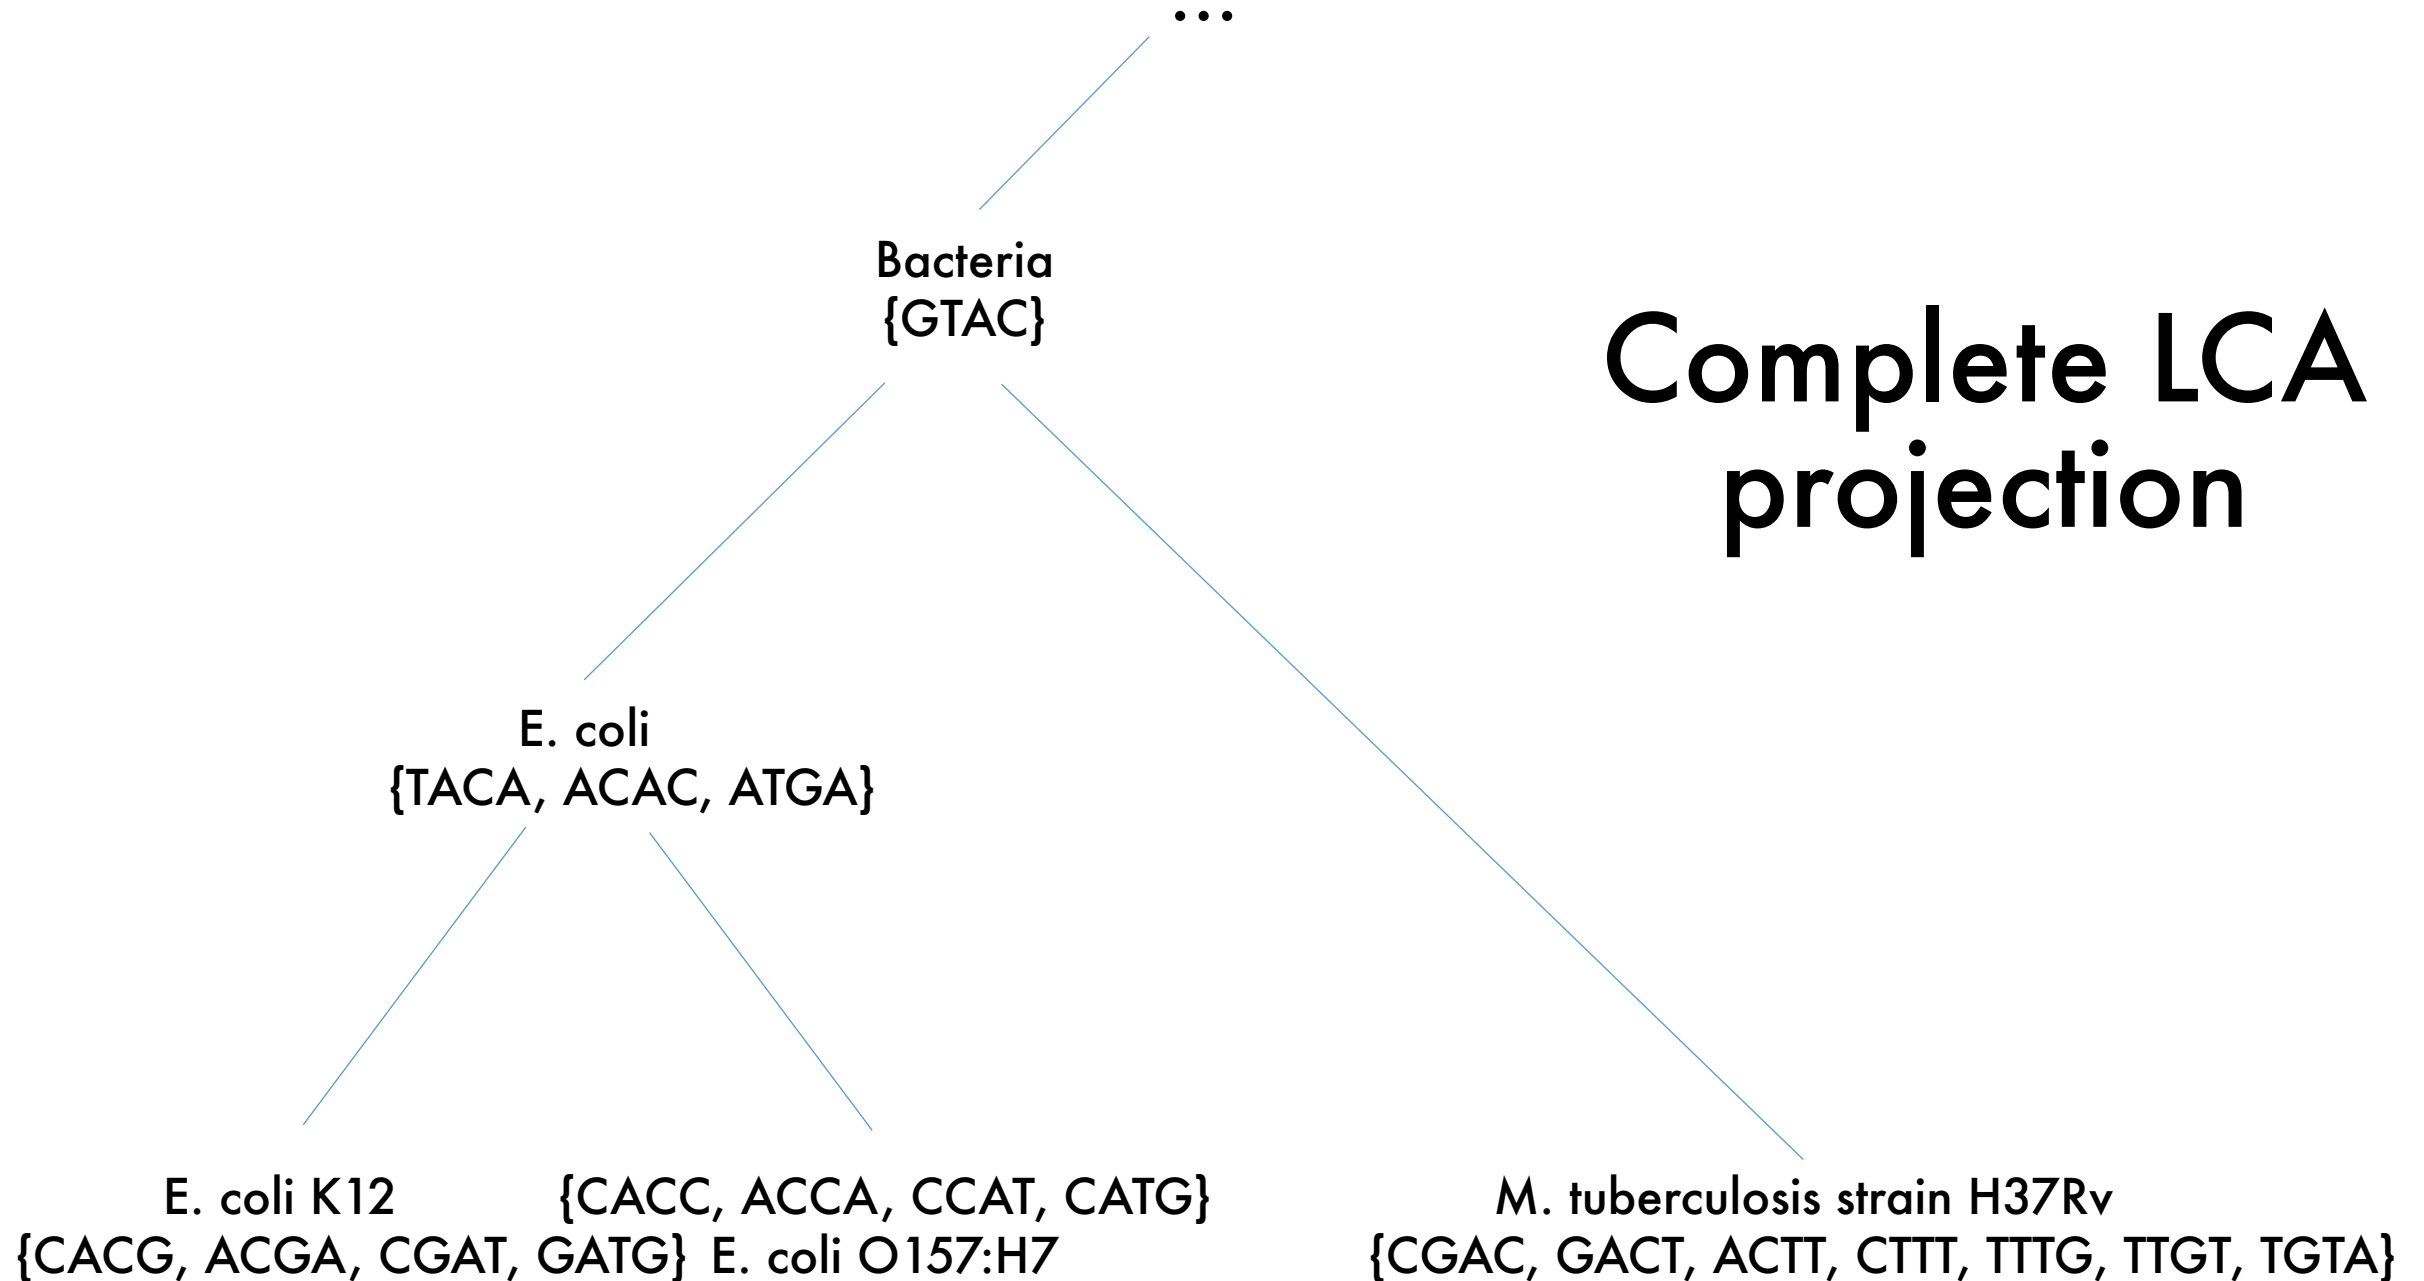 ...
Bacteria
{GTAC}
Complete LCA
projection
E. coli
{TACA, ACAC, ATGA}
E. coli K12
{CACG, ACGA, CGAT, GATG}
{CACC, ACCA, CCAT, CATG}
E. coli O157:H7
M. tuberculosis strain H37Rv
{CGAC, GACT, ACTT, CTTT, TTTG, TTGT, TGTA}